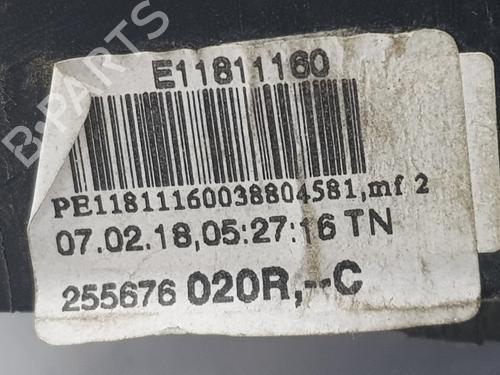 E11811160
PE11811160038804581,mf 2
07.02.18,05:27:16 TN
255676 020R,--C
B-PARTS